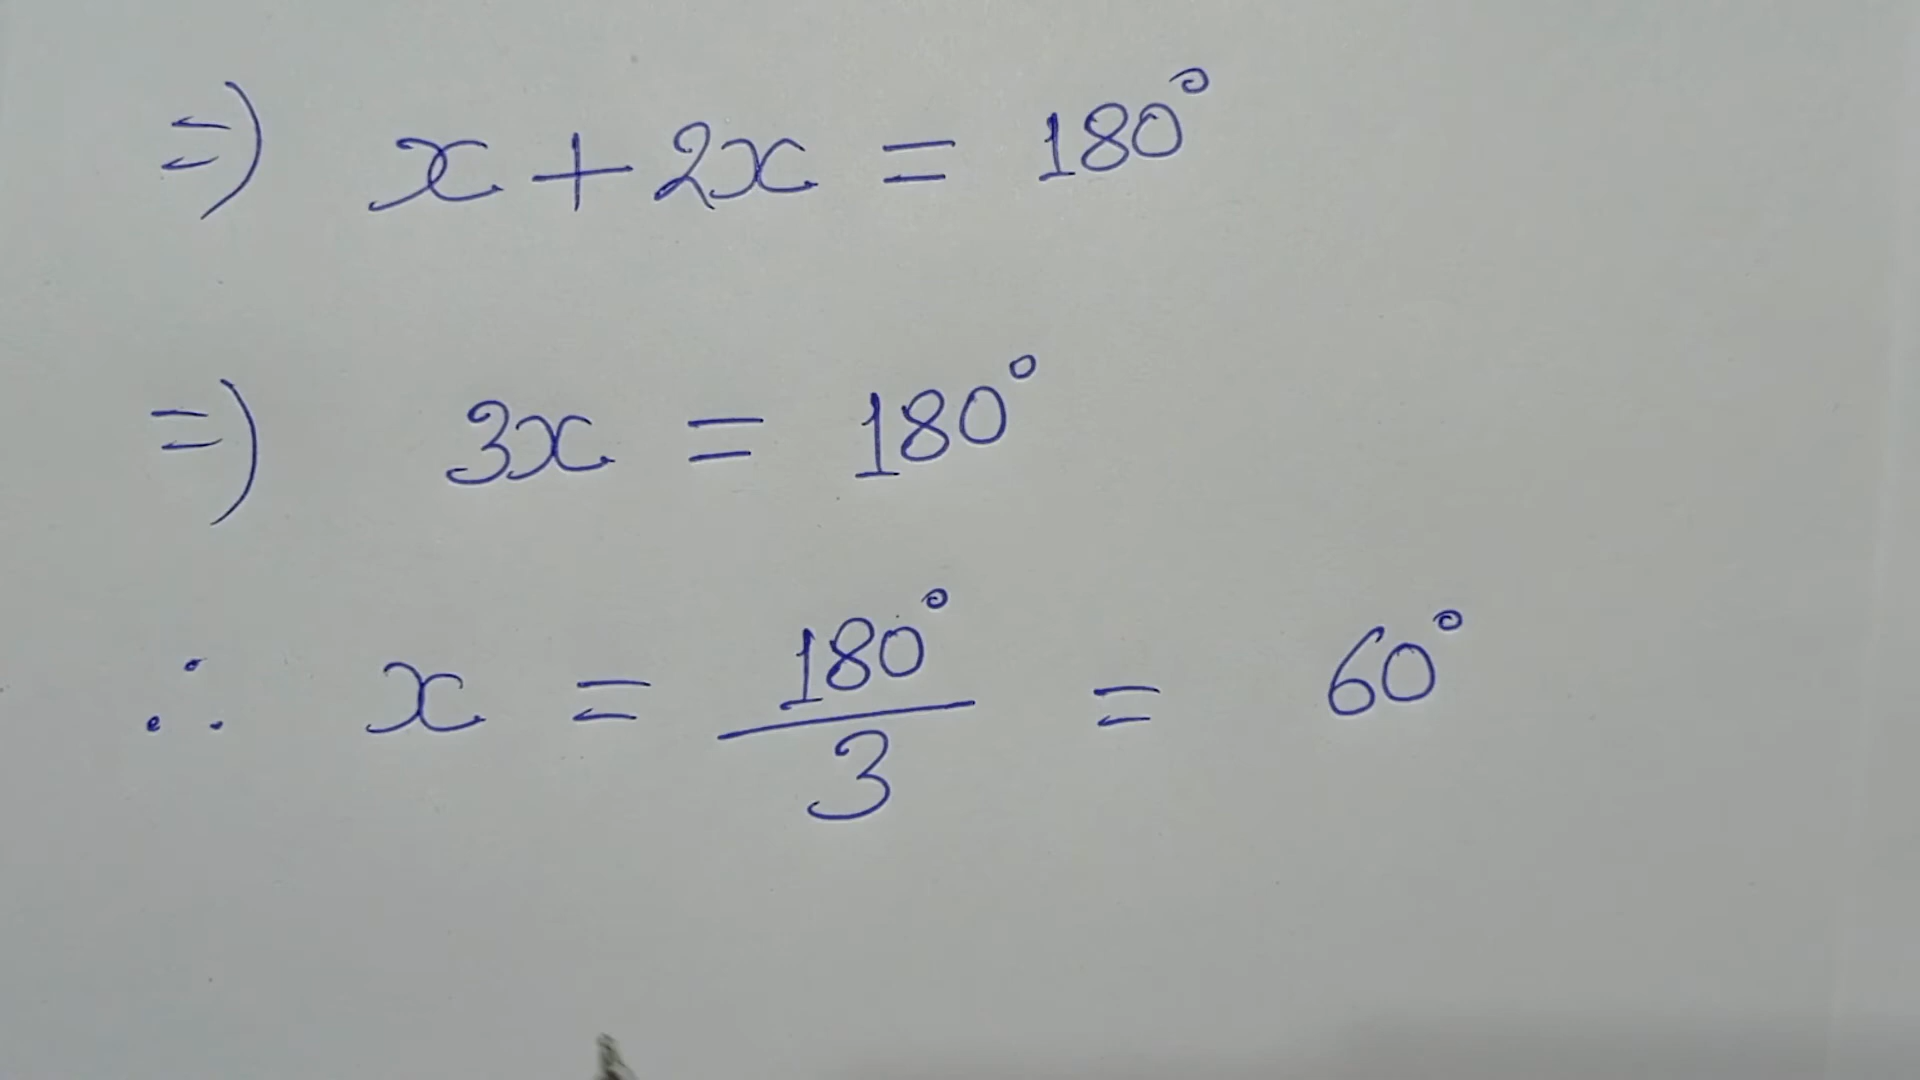 ⇒ x + 2x = 180°
⇒ 3x = 180°
∴ x = 180°/3 = 60°